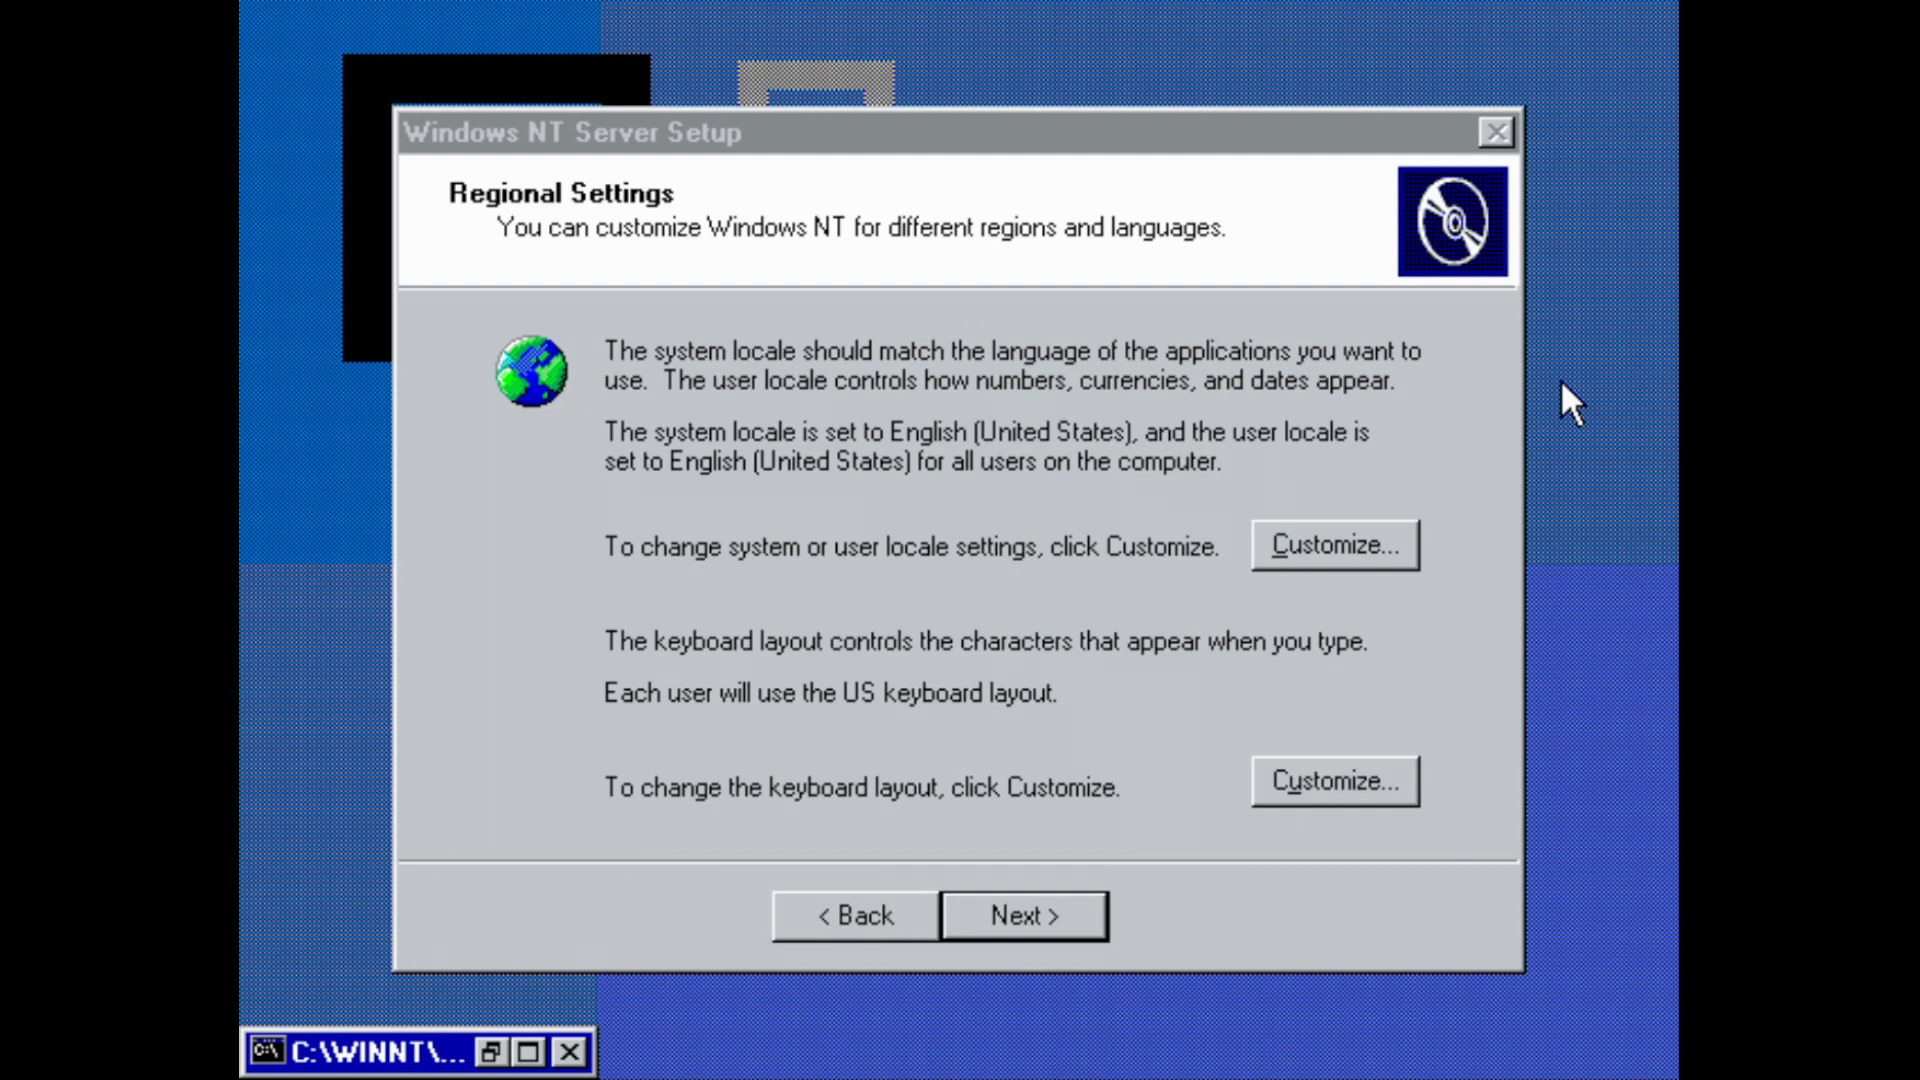 Windows NT Server Setup
Regional Settings
You can customize Windows NT for different regions and languages.
The system locale should match the language of the applications you want to
use.  The user locale controls how numbers, currencies, and dates appear.
The system locale is set to English (United States), and the user locale is
set to English (United States) for all users on the computer.
To change system or user locale settings, click Customize.
Customize...
The keyboard layout controls the characters that appear when you type.
Each user will use the US keyboard layout.
To change the keyboard layout, click Customize.
Customize...
< Back
Next >
C:\WINNT\...